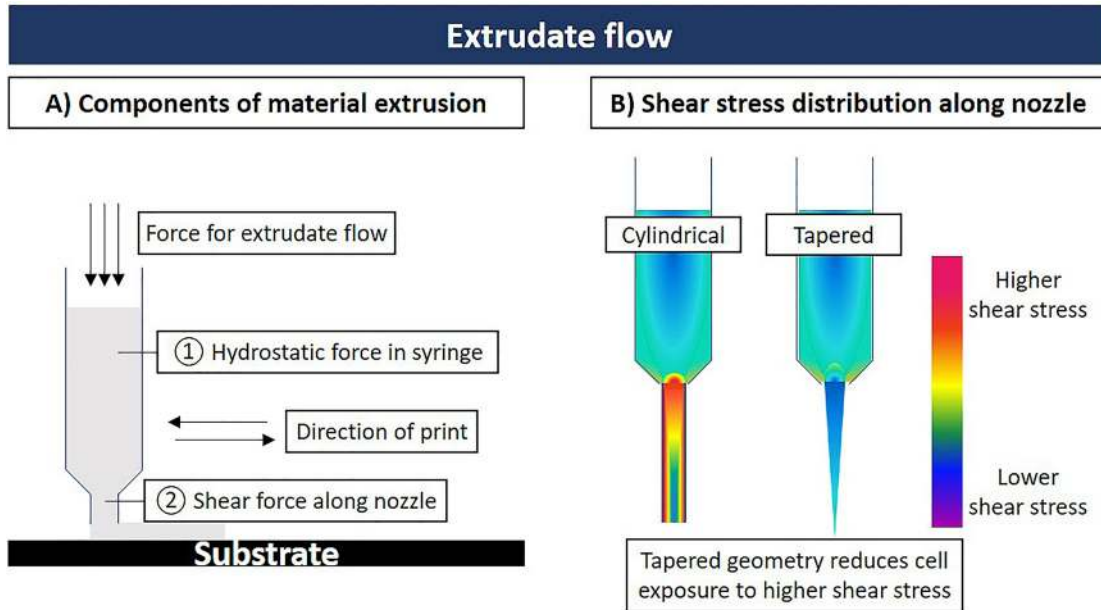 Extrudate flow
A) Components of material extrusion
Force for extrudate flow
① Hydrostatic force in syringe
Direction of print
② Shear force along nozzle
Substrate
B) Shear stress distribution along nozzle
Cylindrical
Tapered
Higher
shear stress
Lower
shear stress
Tapered geometry reduces cell
exposure to higher shear stress